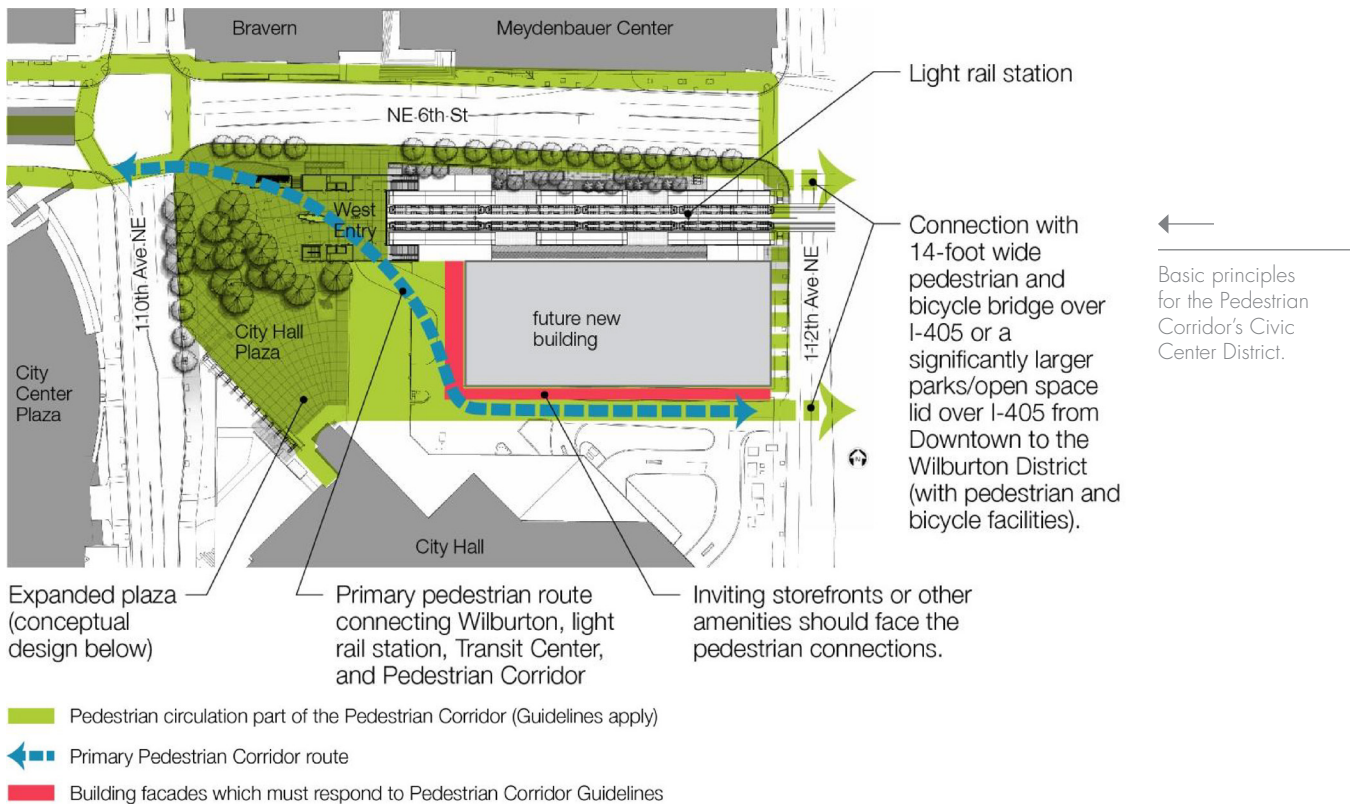 Bravern
Meydenbauer Center
Light rail station
NE 6th St
West
Entry
110th Ave NE
112th Ave NE
Connection with
14-foot wide
pedestrian and
bicycle bridge over
I-405 or a
significantly larger
parks/open space
lid over I-405 from
Downtown to the
Wilburton District
(with pedestrian and
bicycle facilities).
Basic principles
for the Pedestrian
Corridor's Civic
Center District.
future new
building
City Hall
Plaza
City
Center
Plaza
N
City Hall
Expanded plaza
(conceptual
design below)
Primary pedestrian route
connecting Wilburton, light
rail station, Transit Center,
and Pedestrian Corridor
Inviting storefronts or other
amenities should face the
pedestrian connections.
Pedestrian circulation part of the Pedestrian Corridor (Guidelines apply)
Primary Pedestrian Corridor route
Building facades which must respond to Pedestrian Corridor Guidelines